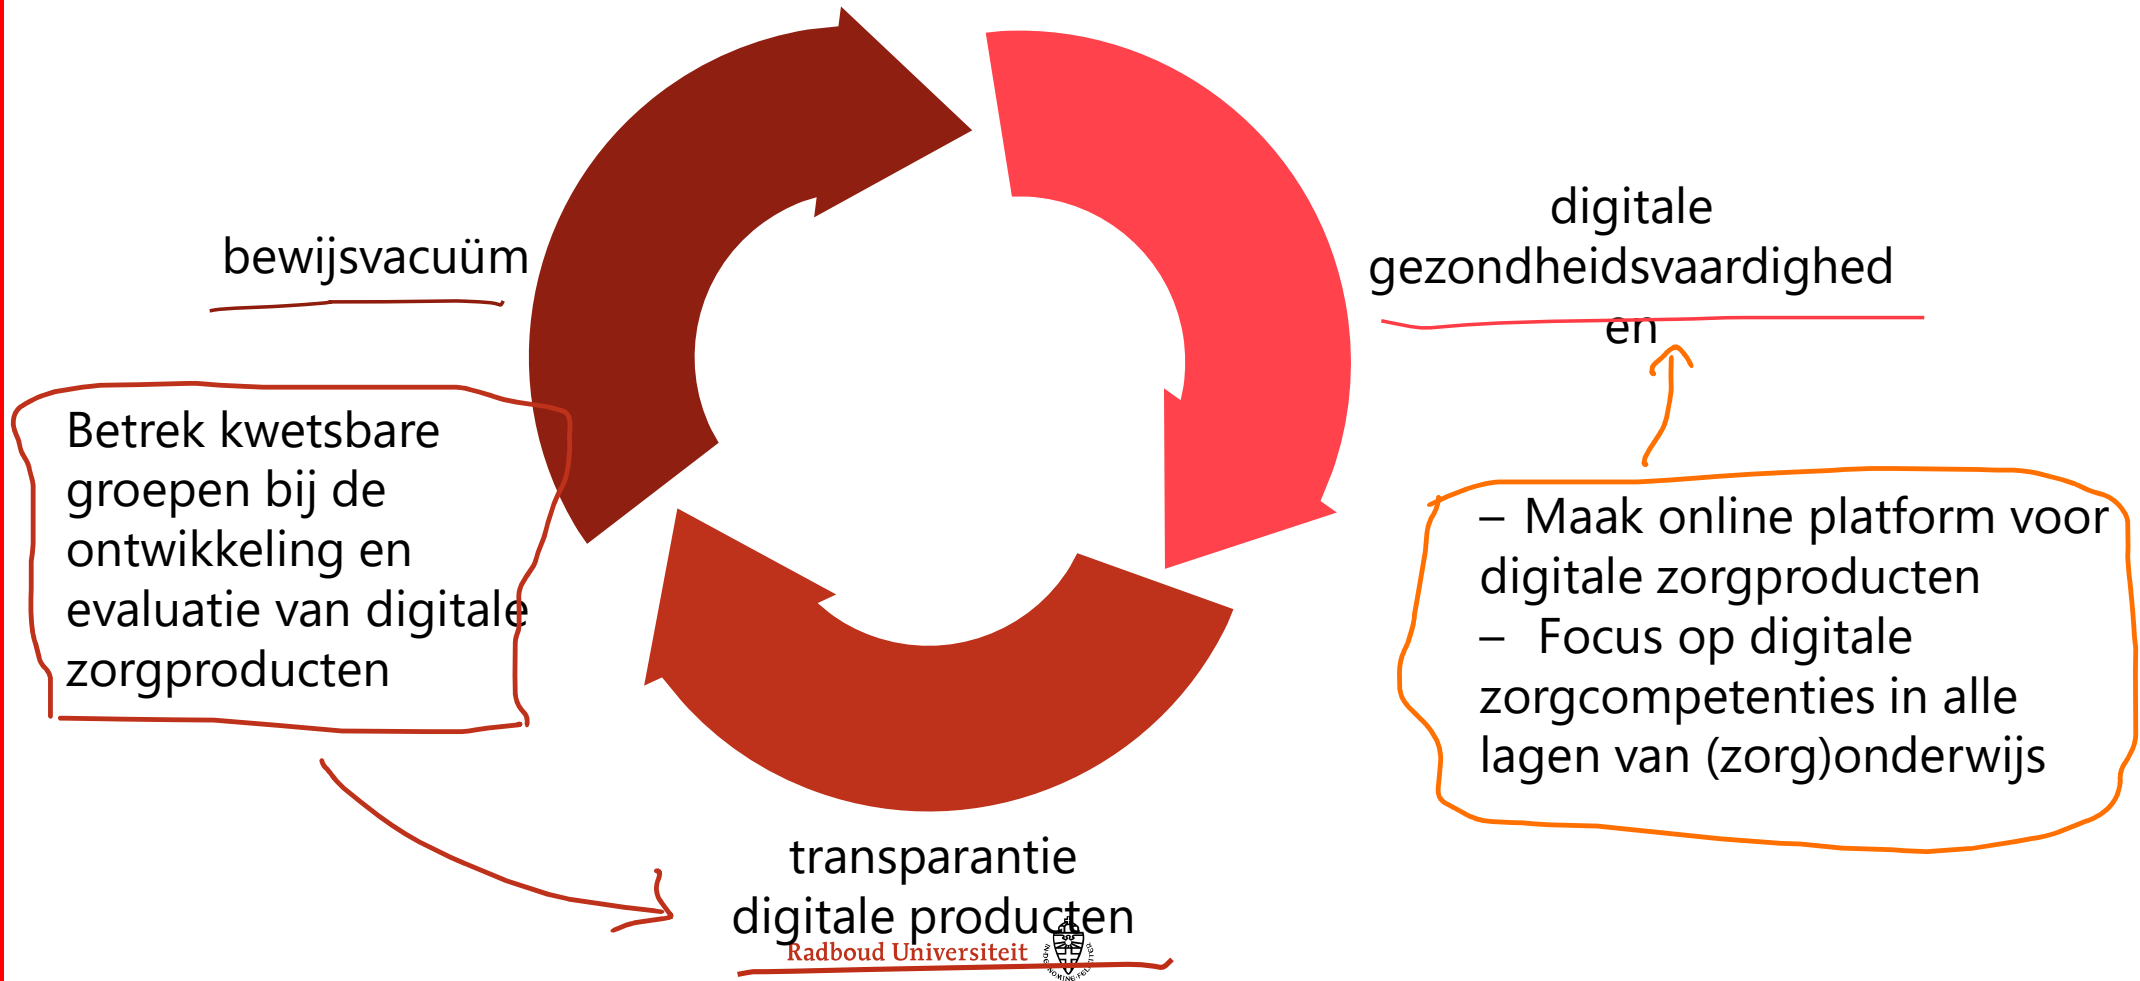 bewijsvacuüm
digitale
gezondheidsvaardighed
en
Betrek kwetsbare
groepen bij de
ontwikkeling en
evaluatie van digitale
zorgproducten
– Maak online platform voor
digitale zorgproducten
– Focus op digitale
zorgcompetenties in alle
lagen van (zorg)onderwijs
transparantie
digitale producten
Radboud Universiteit